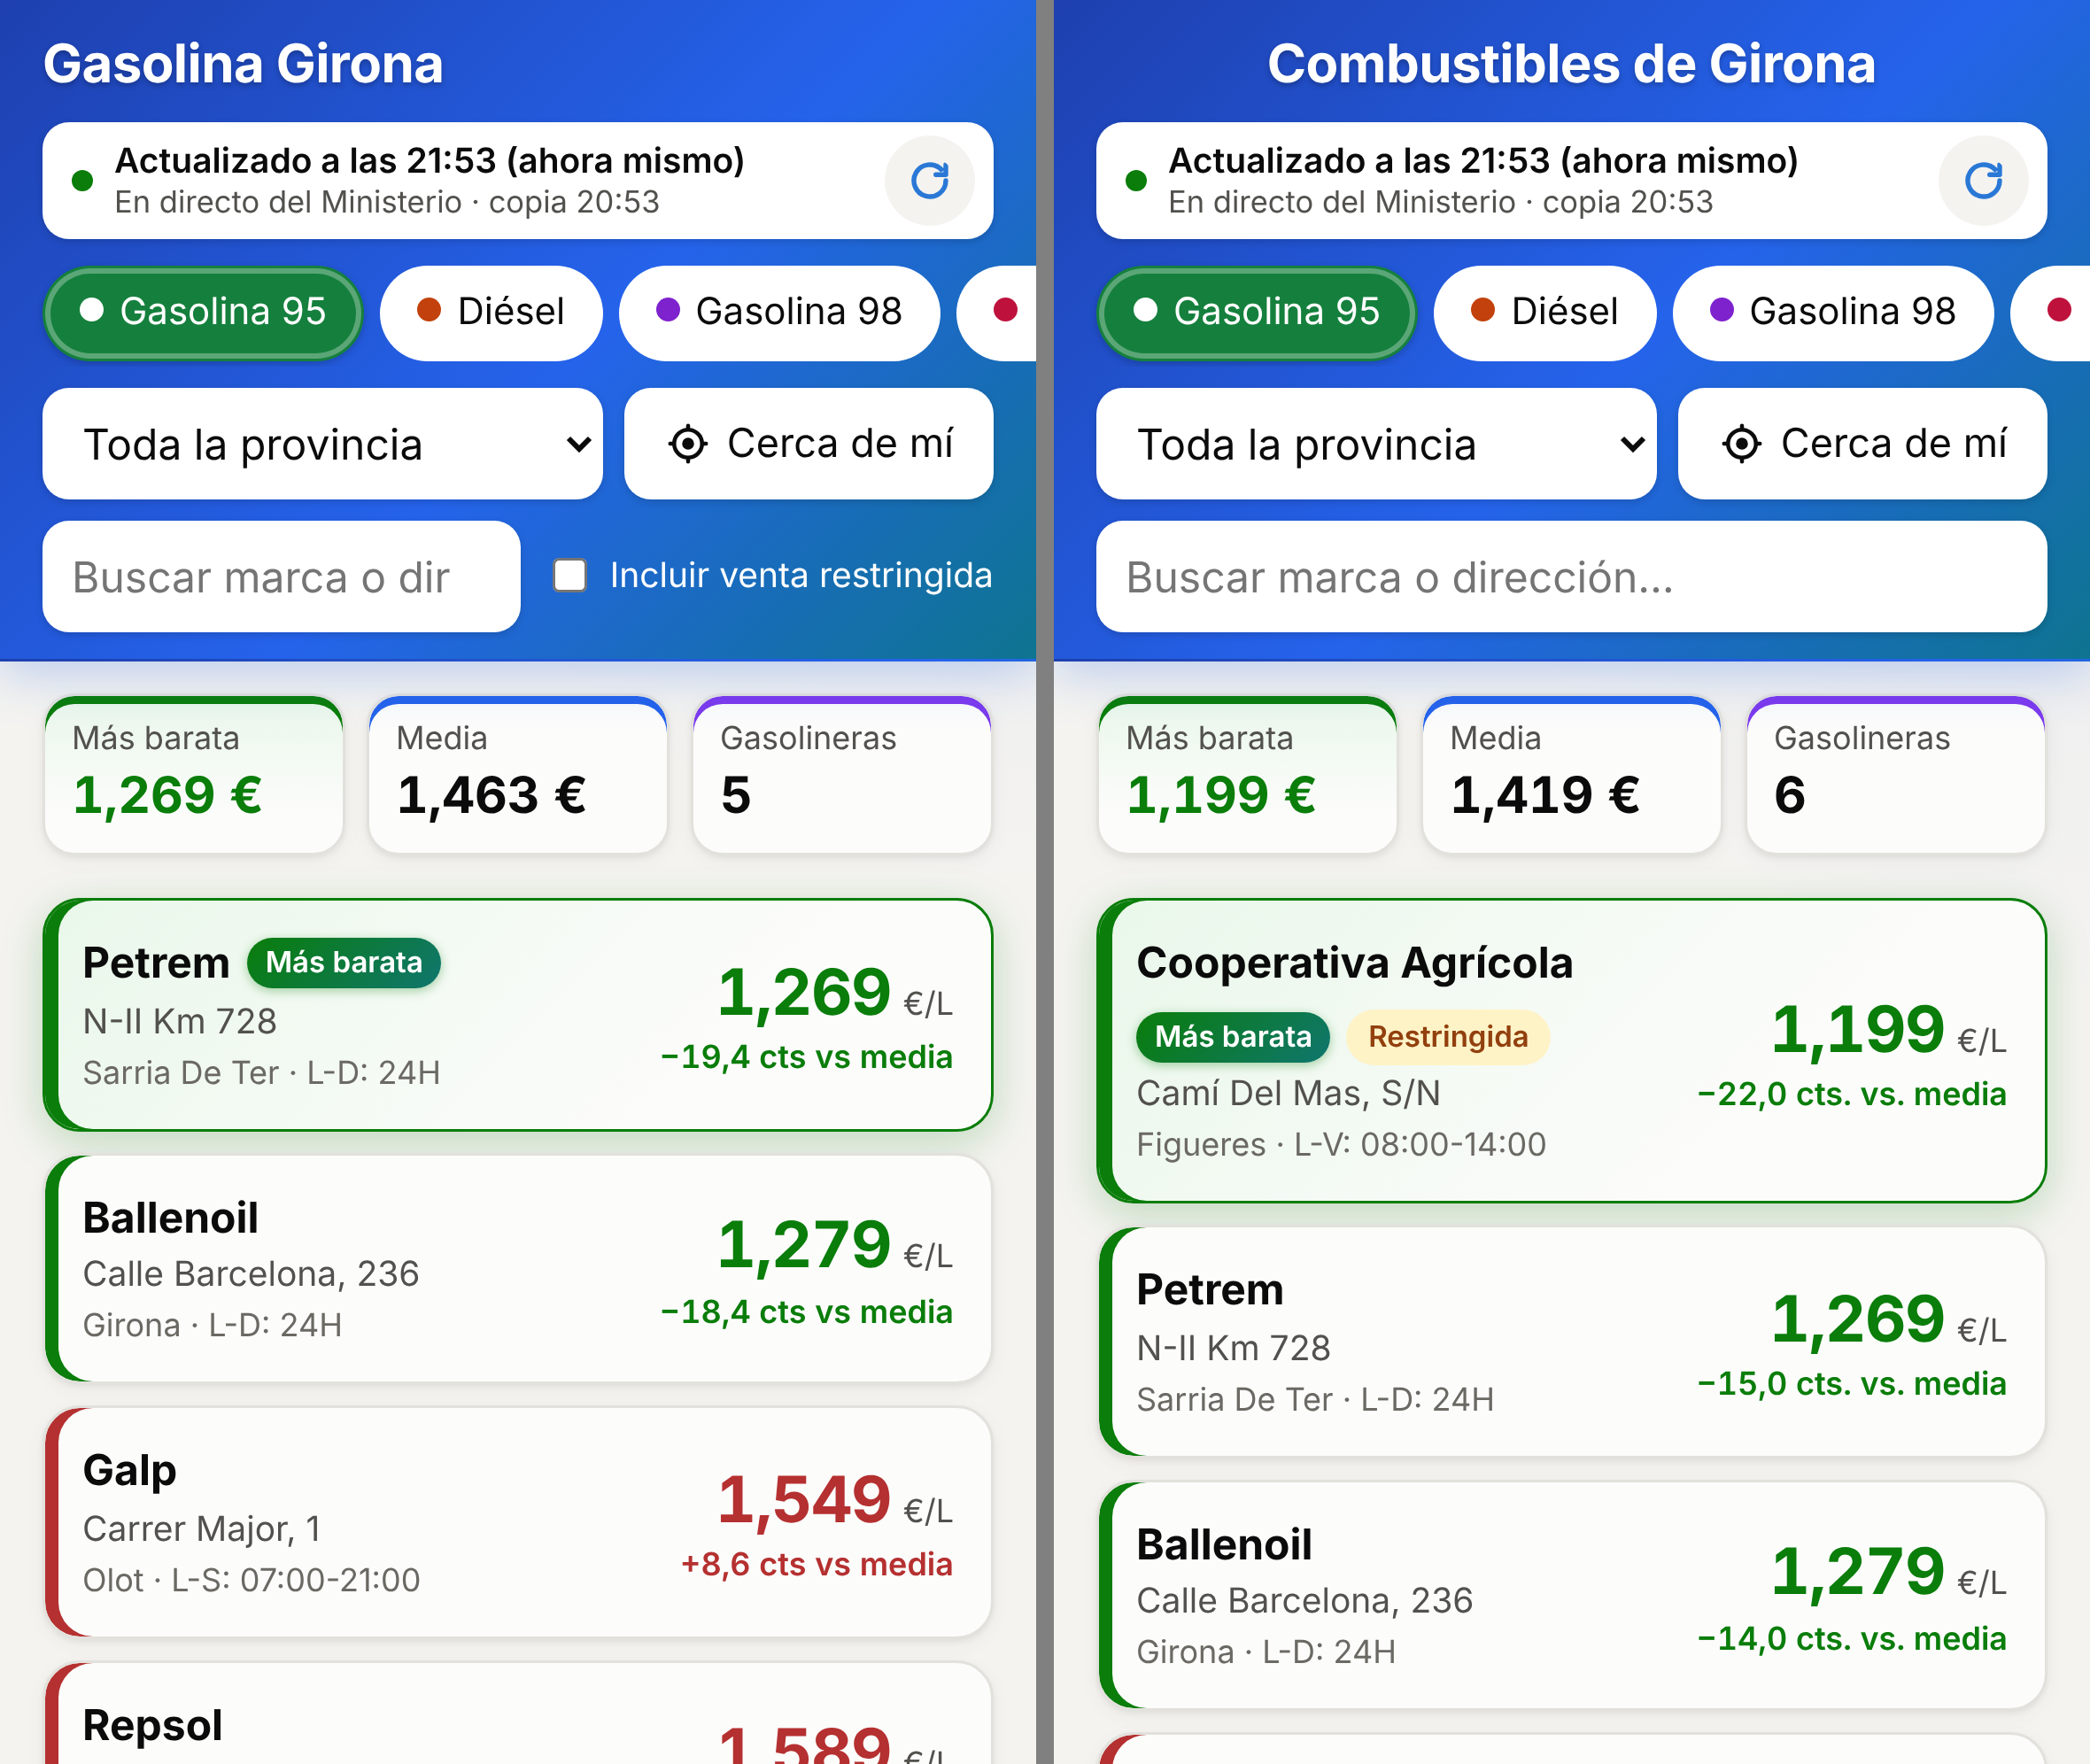 Gasolina Girona
Actualizado a las 21:53 (ahora mismo)
En directo del Ministerio · copia 20:53
Gasolina 95
Diésel
Gasolina 98
Toda la provincia
Cerca de mí
Buscar marca o dir
Incluir venta restringida
Más barata
1,269 €
Media
1,463 €
Gasolineras
5
Petrem Más barata
N-II Km 728
Sarria De Ter · L-D: 24H
1,269 €/L
−19,4 cts vs media
Ballenoil
Calle Barcelona, 236
Girona · L-D: 24H
1,279 €/L
−18,4 cts vs media
Galp
Carrer Major, 1
Olot · L-S: 07:00-21:00
1,549 €/L
+8,6 cts vs media
Repsol
1,589 €/L
Combustibles de Girona
Actualizado a las 21:53 (ahora mismo)
En directo del Ministerio · copia 20:53
Gasolina 95
Diésel
Gasolina 98
Toda la provincia
Cerca de mí
Buscar marca o dirección...
Más barata
1,199 €
Media
1,419 €
Gasolineras
6
Cooperativa Agrícola
Más barata Restringida
Camí Del Mas, S/N
Figueres · L-V: 08:00-14:00
1,199 €/L
−22,0 cts. vs. media
Petrem
N-II Km 728
Sarria De Ter · L-D: 24H
1,269 €/L
−15,0 cts. vs. media
Ballenoil
Calle Barcelona, 236
Girona · L-D: 24H
1,279 €/L
−14,0 cts. vs. media